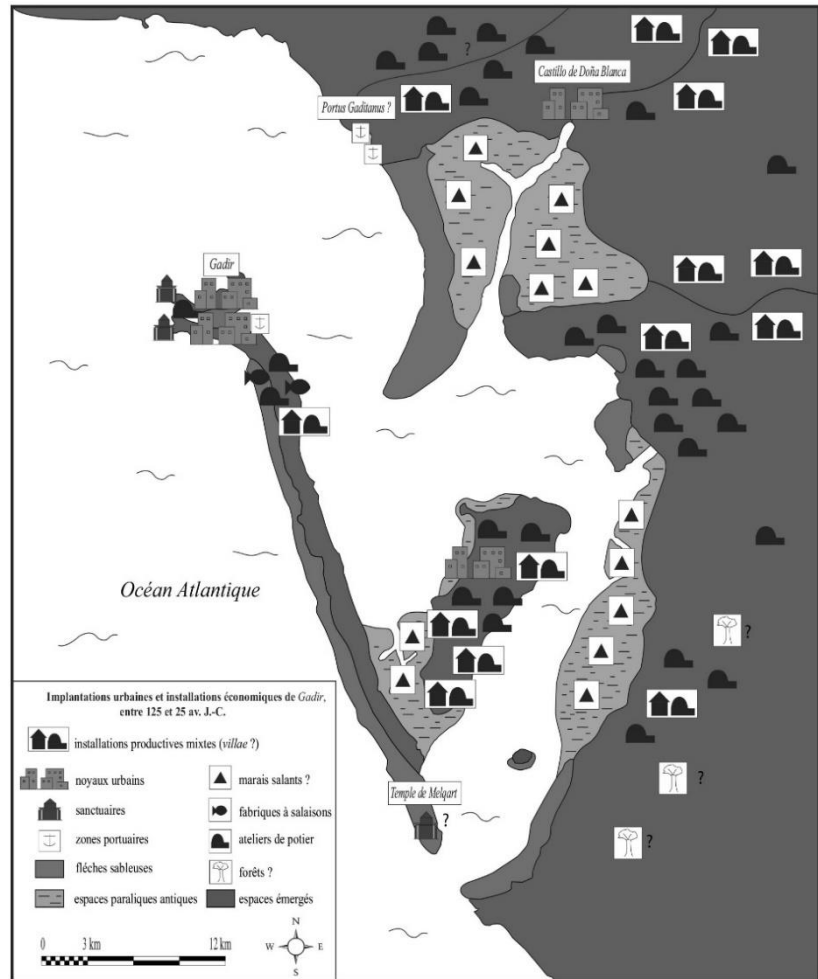 ?
Castillo de Doña Blanca
Portus Gaditanus ?
Gadir
Océan Atlantique
?
?
?
Temple de Melqart
?
Implantations urbaines et installations économiques de Gadir,
entre 125 et 25 av. J.-C.
installations productives mixtes (villae ?)
noyaux urbains
marais salants ?
sanctuaires
fabriques à salaisons
zones portuaires
ateliers de potier
fléches sableuses
forêts ?
espaces paraliques antiques
espaces émergés
0 3 km 12 km
N
W E
S